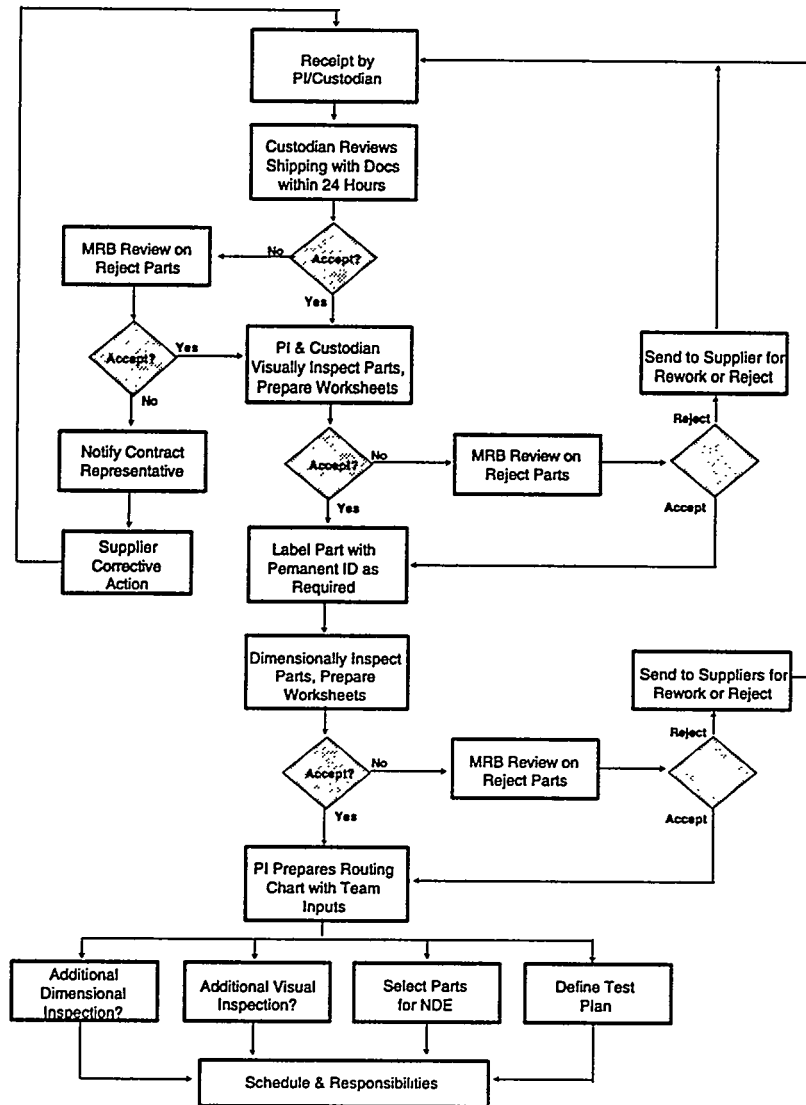 Receipt by
PI/Custodian
Custodian Reviews
Shipping with Docs
within 24 Hours
MRB Review on
Reject Parts
No
Accept?
Yes
Accept?
Yes
No
PI & Custodian
Visually Inspect Parts,
Prepare Worksheets
Send to Supplier for
Rework or Reject
Reject
Notify Contract
Representative
Accept?
No
Yes
MRB Review on
Reject Parts
Accept
Supplier
Corrective
Action
Label Part with
Permanent ID as
Required
Dimensionally Inspect
Parts, Prepare
Worksheets
Send to Suppliers for
Rework or Reject
Reject
Accept?
No
Yes
MRB Review on
Reject Parts
Accept
PI Prepares Routing
Chart with Team
Inputs
Additional
Dimensional
Inspection?
Additional Visual
Inspection?
Select Parts
for NDE
Define Test
Plan
Schedule & Responsibilities